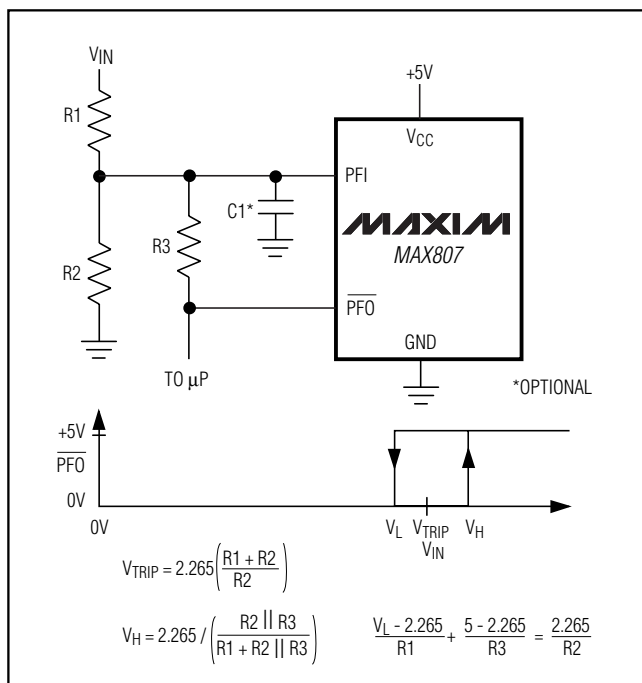 VIN
R1
+5V
VCC
PFI
C1*
MAXIM
MAX807
R3
R2
PFO
GND
TO µP
*OPTIONAL
+5V
PFO
0V
0V
VL
VTRIP
VH
VIN
VTRIP = 2.265 ( (R1 + R2) / R2 )
VH = 2.265 / ( (R2 || R3) / (R1 + R2 || R3) )
(VL - 2.265) / R1 + (5 - 2.265) / R3 = 2.265 / R2